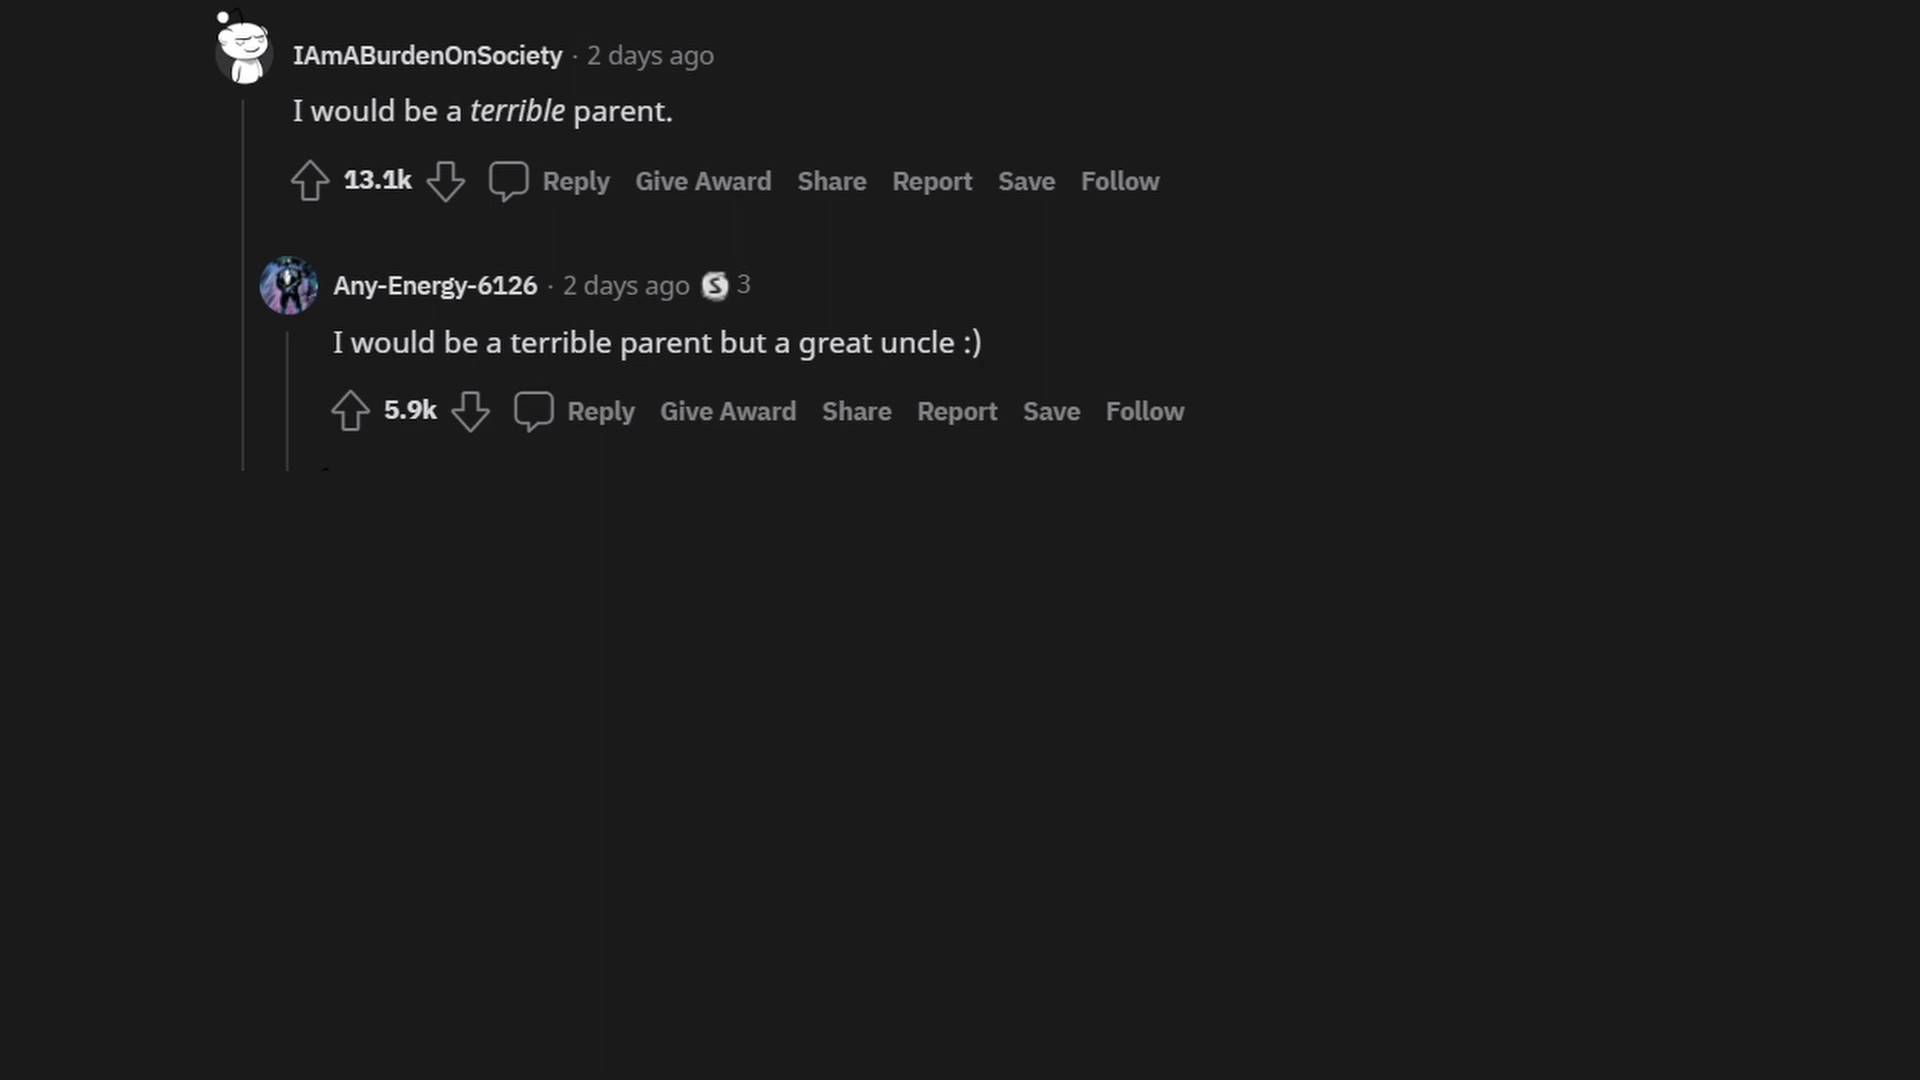 IAmABurdenOnSociety · 2 days ago
I would be a terrible parent.
13.1k Reply Give Award Share Report Save Follow
Any-Energy-6126 · 2 days ago S 3
I would be a terrible parent but a great uncle :)
5.9k Reply Give Award Share Report Save Follow